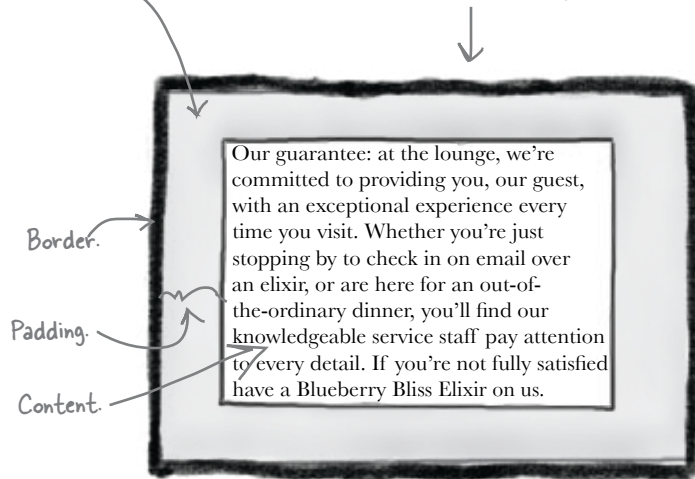 Our guarantee: at the lounge, we're
committed to providing you, our guest,
with an exceptional experience every
time you visit. Whether you're just
stopping by to check in on email over
an elixir, or are here for an out-of-
the-ordinary dinner, you'll find our
knowledgeable service staff pay attention
to every detail. If you're not fully satisfied
have a Blueberry Bliss Elixir on us.
Border.
Padding.
Content.